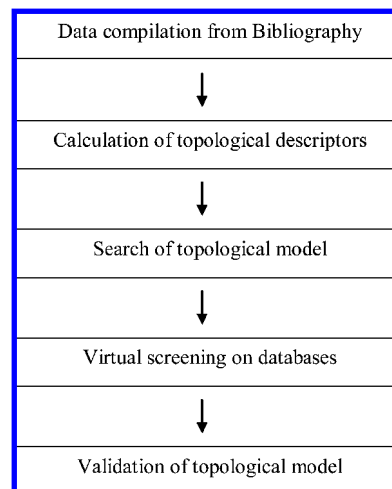 Data compilation from Bibliography
Calculation of topological descriptors
Search of topological model
Virtual screening on databases
Validation of topological model